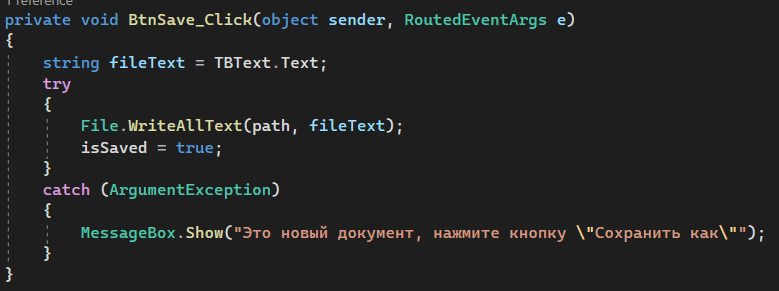 1 reference
private void BtnSave_Click(object sender, RoutedEventArgs e)
{
string fileText = TBText.Text;
try
{
File.WriteAllText(path, fileText);
isSaved = true;
}
catch (ArgumentException)
{
MessageBox.Show("Это новый документ, нажмите кнопку \"Сохранить как\"");
}
}